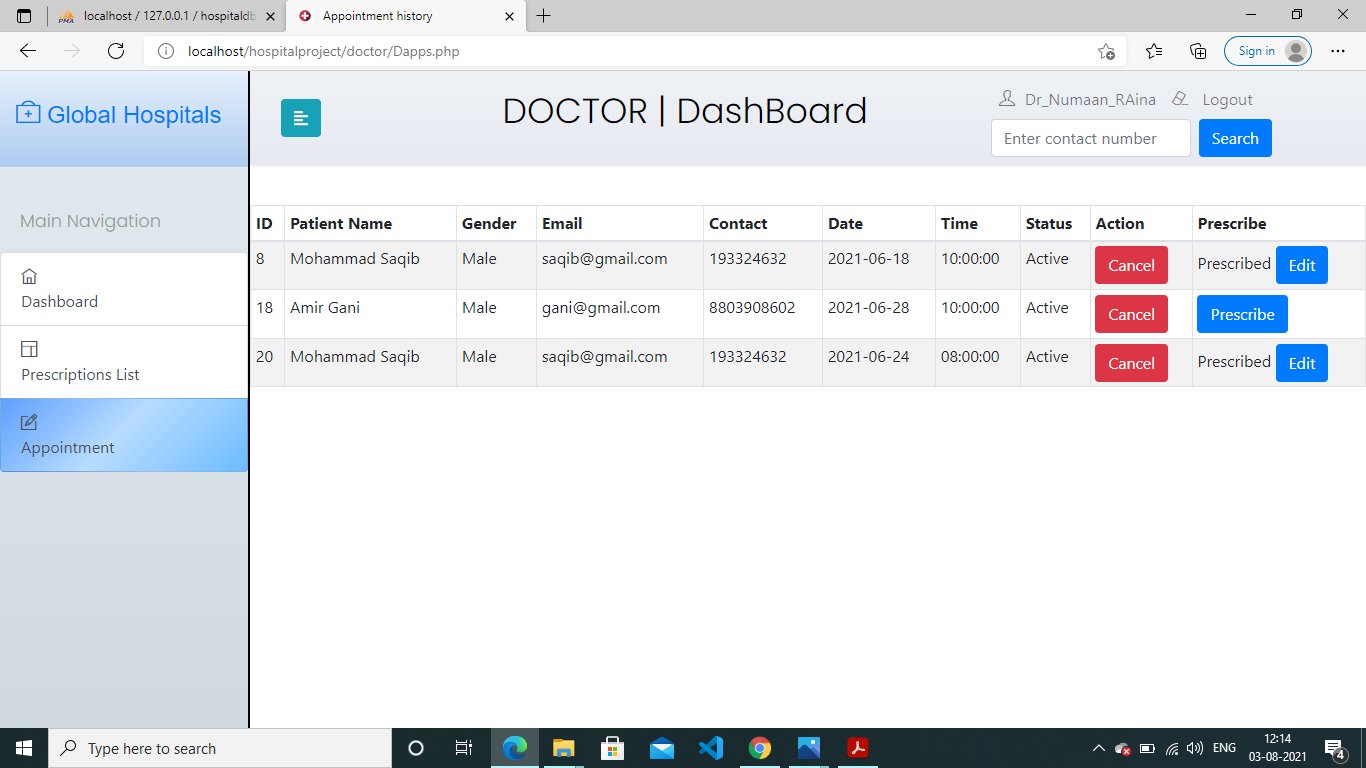 localhost / 127.0.0.1 / hospitaldb
Appointment history
localhost/hospitalproject/doctor/Dapps.php
Sign in
Global Hospitals
DOCTOR | DashBoard
Dr_Numaan_RAina Logout
Enter contact number Search
Main Navigation
Dashboard
Prescriptions List
Appointment
ID Patient Name Gender Email Contact Date Time Status Action Prescribe
8 Mohammad Saqib Male saqib@gmail.com 193324632 2021-06-18 10:00:00 Active Cancel Prescribed Edit
18 Amir Gani Male gani@gmail.com 8803908602 2021-06-28 10:00:00 Active Cancel Prescribe
20 Mohammad Saqib Male saqib@gmail.com 193324632 2021-06-24 08:00:00 Active Cancel Prescribed Edit
Type here to search
ENG
12:14
03-08-2021
4